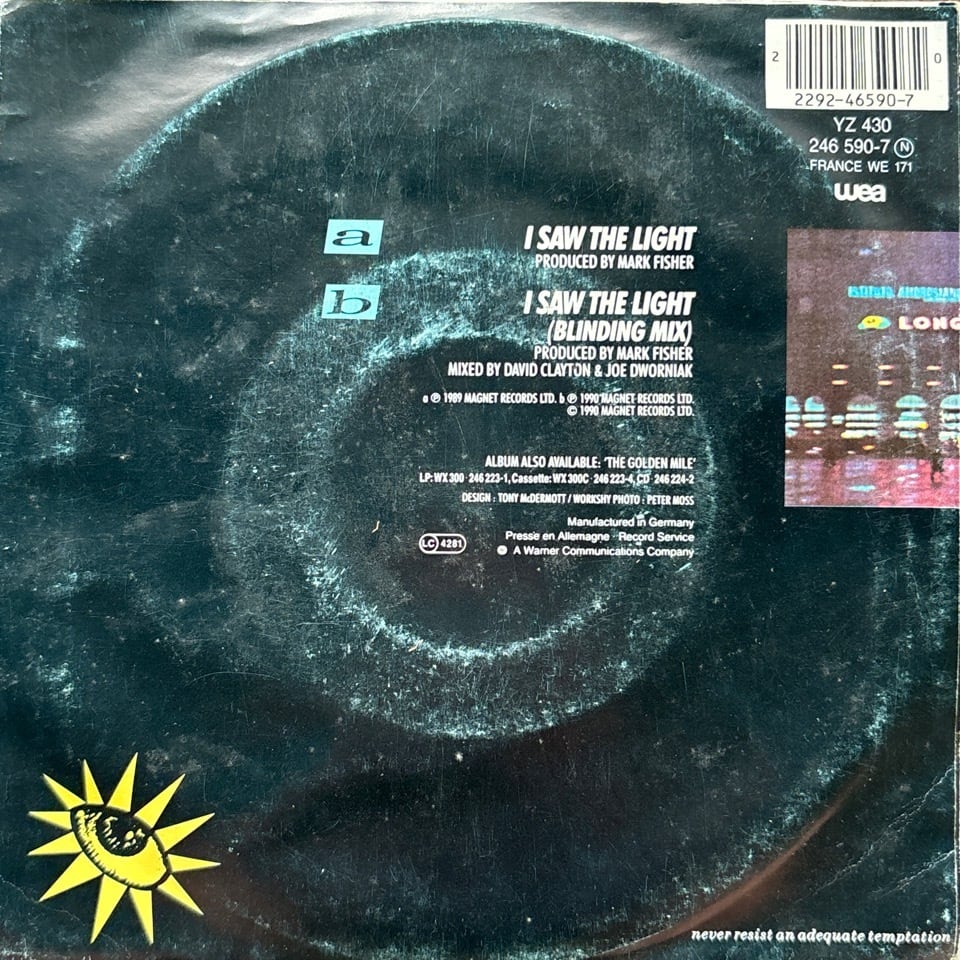 2 0
2292-46590-7
YZ 430
246 590-7 N
FRANCE WE 171
wea
a
I SAW THE LIGHT
PRODUCED BY MARK FISHER
b
I SAW THE LIGHT
(BLINDING MIX)
PRODUCED BY MARK FISHER
MIXED BY DAVID CLAYTON & JOE DWORNIAK
a ℗ 1989 MAGNET RECORDS LTD. b ℗ 1990 MAGNET RECORDS LTD.
© 1990 MAGNET RECORDS LTD.
ISTITUTO AMBROSIANO
LONG
ALBUM ALSO AVAILABLE: 'THE GOLDEN MILE'
LP: WX 300 · 246 223-1, Cassette: WX 300C · 246 223-4, CD · 246 224-2
DESIGN : TONY McDERMOTT / WORKSHY PHOTO : PETER MOSS
Manufactured in Germany
Presse en Allemagne · Record Service
A Warner Communications Company
LC 4281
never resist an adequate temptation